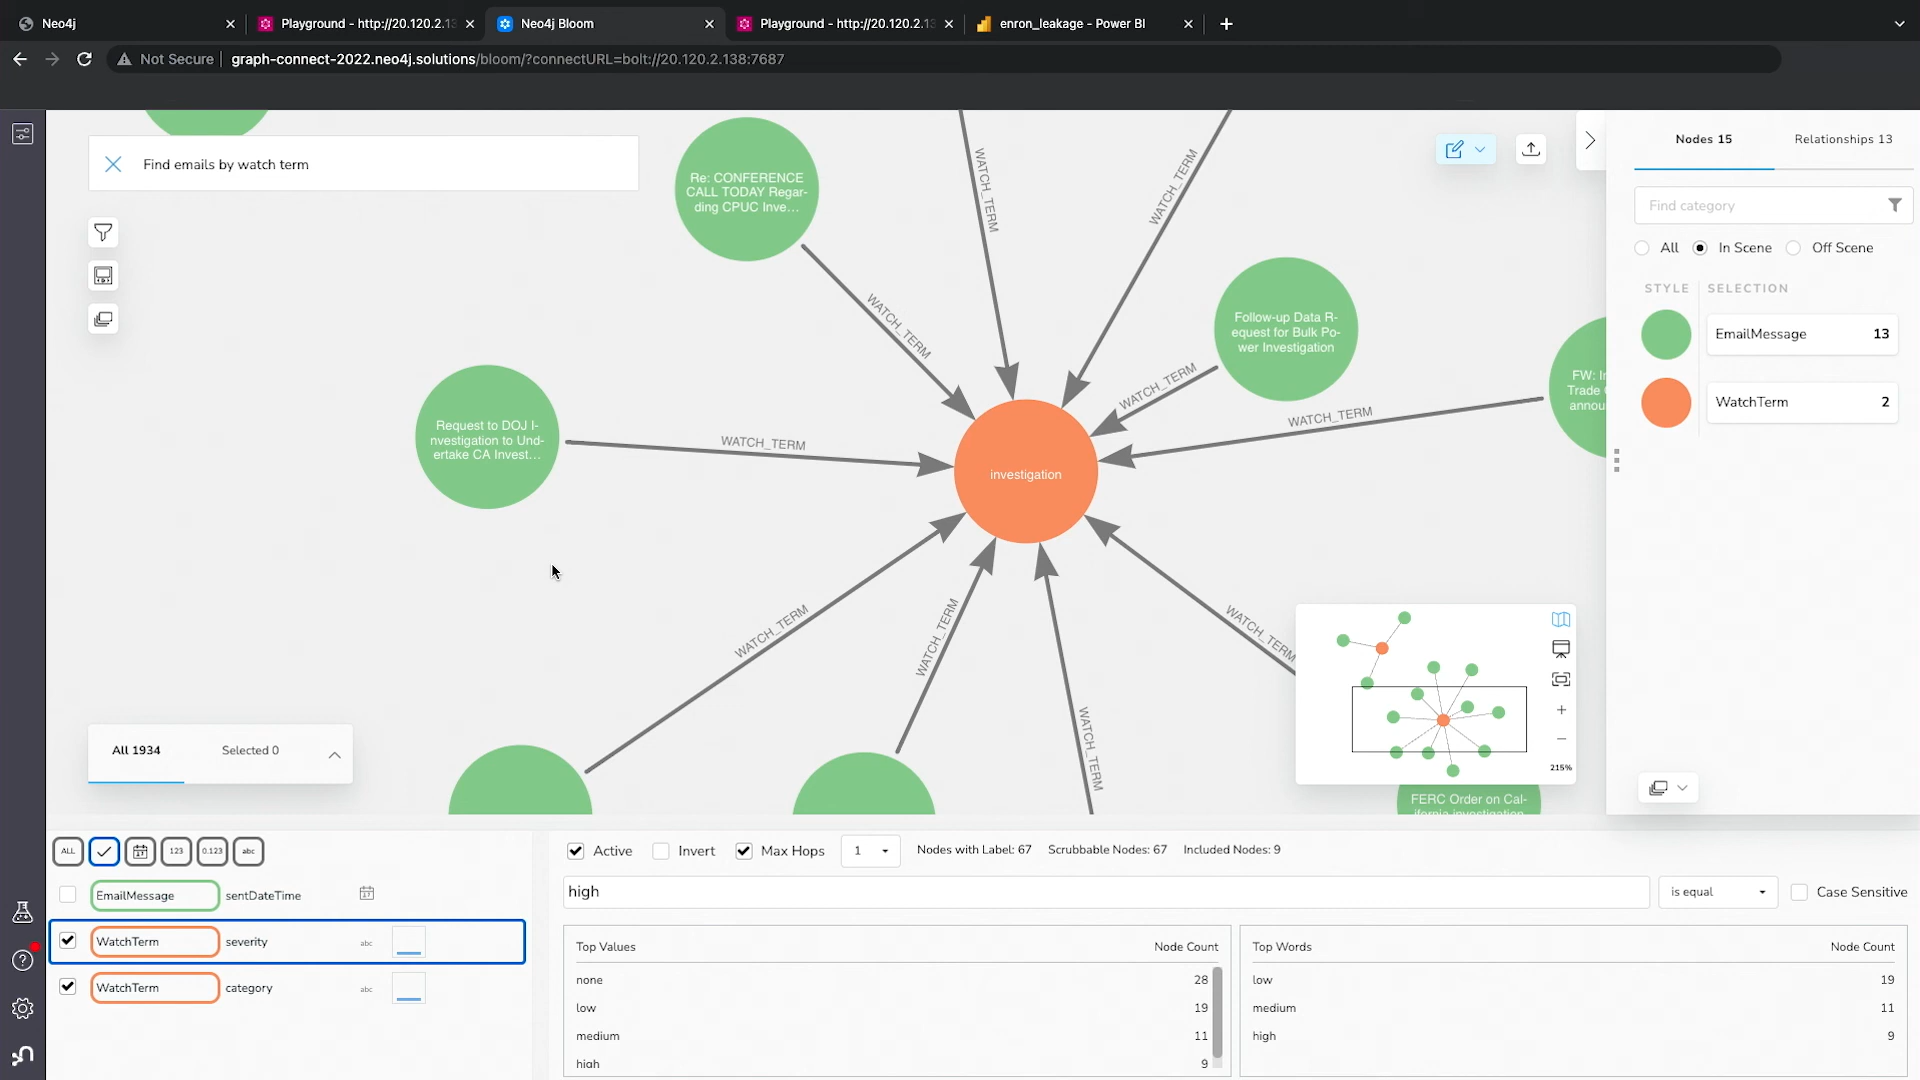 Neo4j
Playground - http://20.120.2.13
Neo4j Bloom
Playground - http://20.120.2.13
enron_leakage - Power BI
Not Secure
graph-connect-2022.neo4j.solutions/bloom/?connectURL=bolt://20.120.2.138:7687
Find emails by watch term
Re: CONFERENCE
CALL TODAY Regar-
ding CPUC Inve...
WATCH_TERM
WATCH_TERM
WATCH_TERM
Follow-up Data R-
equest for Bulk Po-
wer Investigation
WATCH_TERM
WATCH_TERM
FW: In
Trade
annou
Request to DOJ I-
nvestigation to Und-
ertake CA Invest...
WATCH_TERM
investigation
WATCH_TERM
WATCH_TERM
WATCH_TERM
WATCH_TERM
FERC Order on Cal-
ifornia investigation
215%
All 1934
Selected 0
Nodes 15
Relationships 13
Find category
All
In Scene
Off Scene
STYLE
SELECTION
EmailMessage 13
WatchTerm 2
ALL
123
0.123
abc
EmailMessage
sentDateTime
WatchTerm
severity
abc
WatchTerm
category
abc
Active
Invert
Max Hops
1
Nodes with Label: 67
Scrubbable Nodes: 67
Included Nodes: 9
high
is equal
Case Sensitive
Top Values Node Count
none 28
low 19
medium 11
high 9
Top Words Node Count
low 19
medium 11
high 9